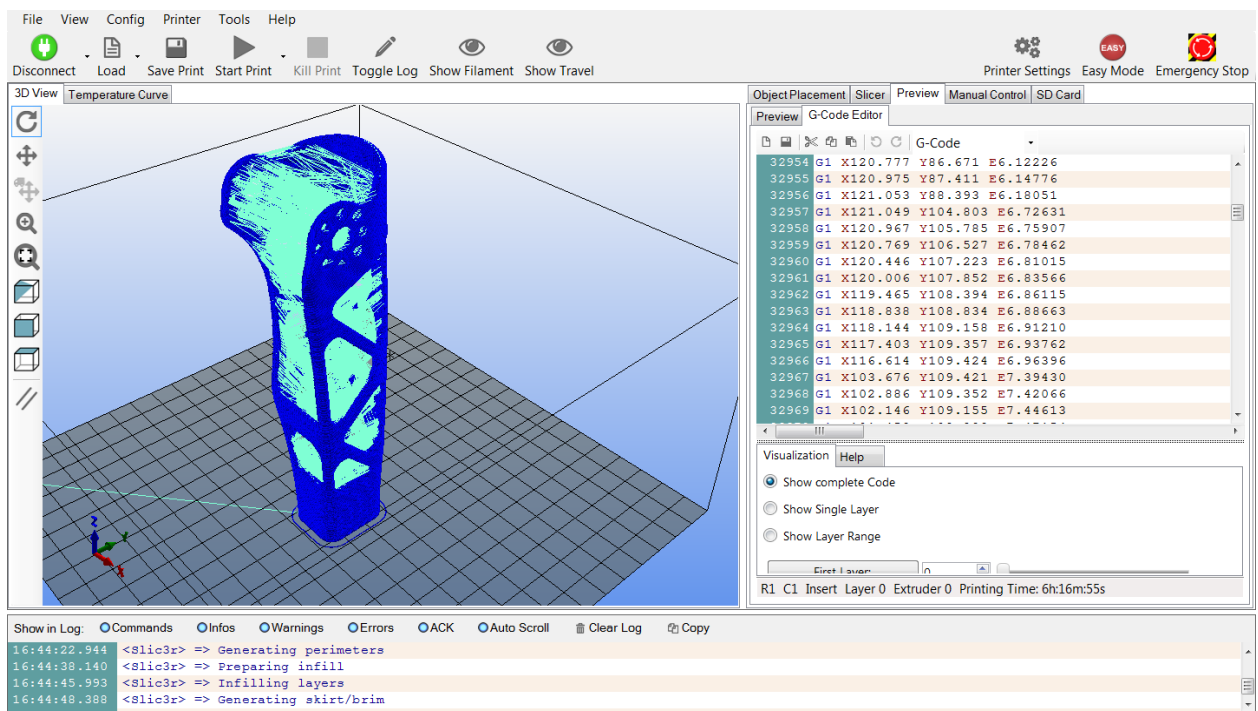 File View Config Printer Tools Help
Disconnect Load Save Print Start Print Kill Print Toggle Log Show Filament Show Travel Printer Settings EASY Easy Mode Emergency Stop
3D View Temperature Curve
Object Placement Slicer Preview Manual Control SD Card
Preview G-Code Editor
G-Code
32954 G1 X120.777 Y86.671 E6.12226
32955 G1 X120.975 Y87.411 E6.14776
32956 G1 X121.053 Y88.393 E6.18051
32957 G1 X121.049 Y104.803 E6.72631
32958 G1 X120.967 Y105.785 E6.75907
32959 G1 X120.769 Y106.527 E6.78462
32960 G1 X120.446 Y107.223 E6.81015
32961 G1 X120.006 Y107.852 E6.83566
32962 G1 X119.465 Y108.394 E6.86115
32963 G1 X118.838 Y108.834 E6.88663
32964 G1 X118.144 Y109.158 E6.91210
32965 G1 X117.403 Y109.357 E6.93762
32966 G1 X116.614 Y109.424 E6.96396
32967 G1 X103.676 Y109.421 E7.39430
32968 G1 X102.886 Y109.352 E7.42066
32969 G1 X102.146 Y109.155 E7.44613
Visualization Help
Show complete Code
Show Single Layer
Show Layer Range
First Layer: 0
R1 C1 Insert Layer 0 Extruder 0 Printing Time: 6h:16m:55s
Z
Y
X
Show in Log: Commands Infos Warnings Errors ACK Auto Scroll Clear Log Copy
16:44:22.944 <Slic3r> => Generating perimeters
16:44:38.140 <Slic3r> => Preparing infill
16:44:45.993 <Slic3r> => Infilling layers
16:44:48.388 <Slic3r> => Generating skirt/brim